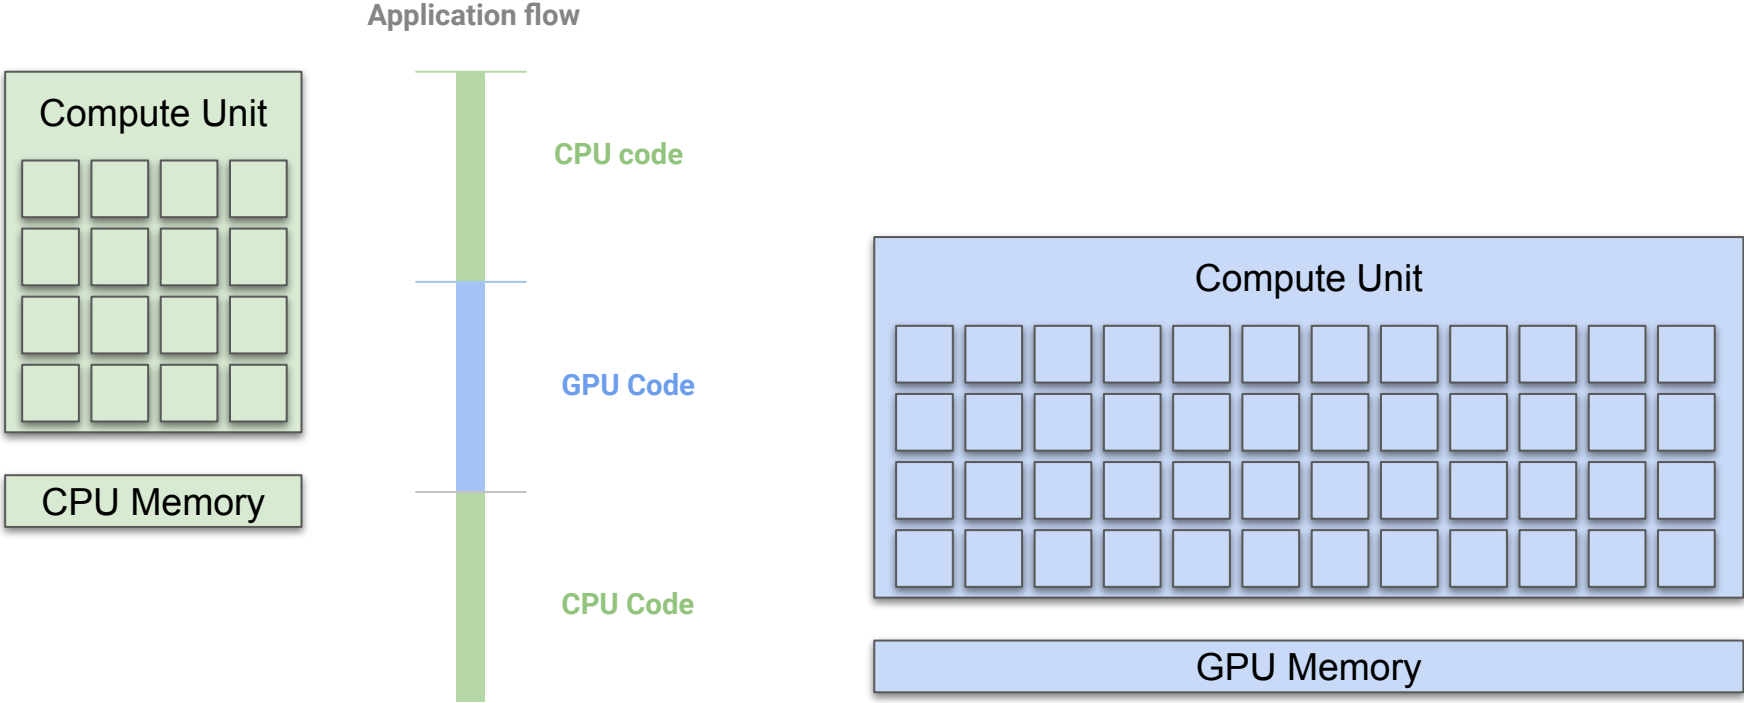 Application flow
Compute Unit
CPU code
Compute Unit
GPU Code
CPU Memory
CPU Code
GPU Memory